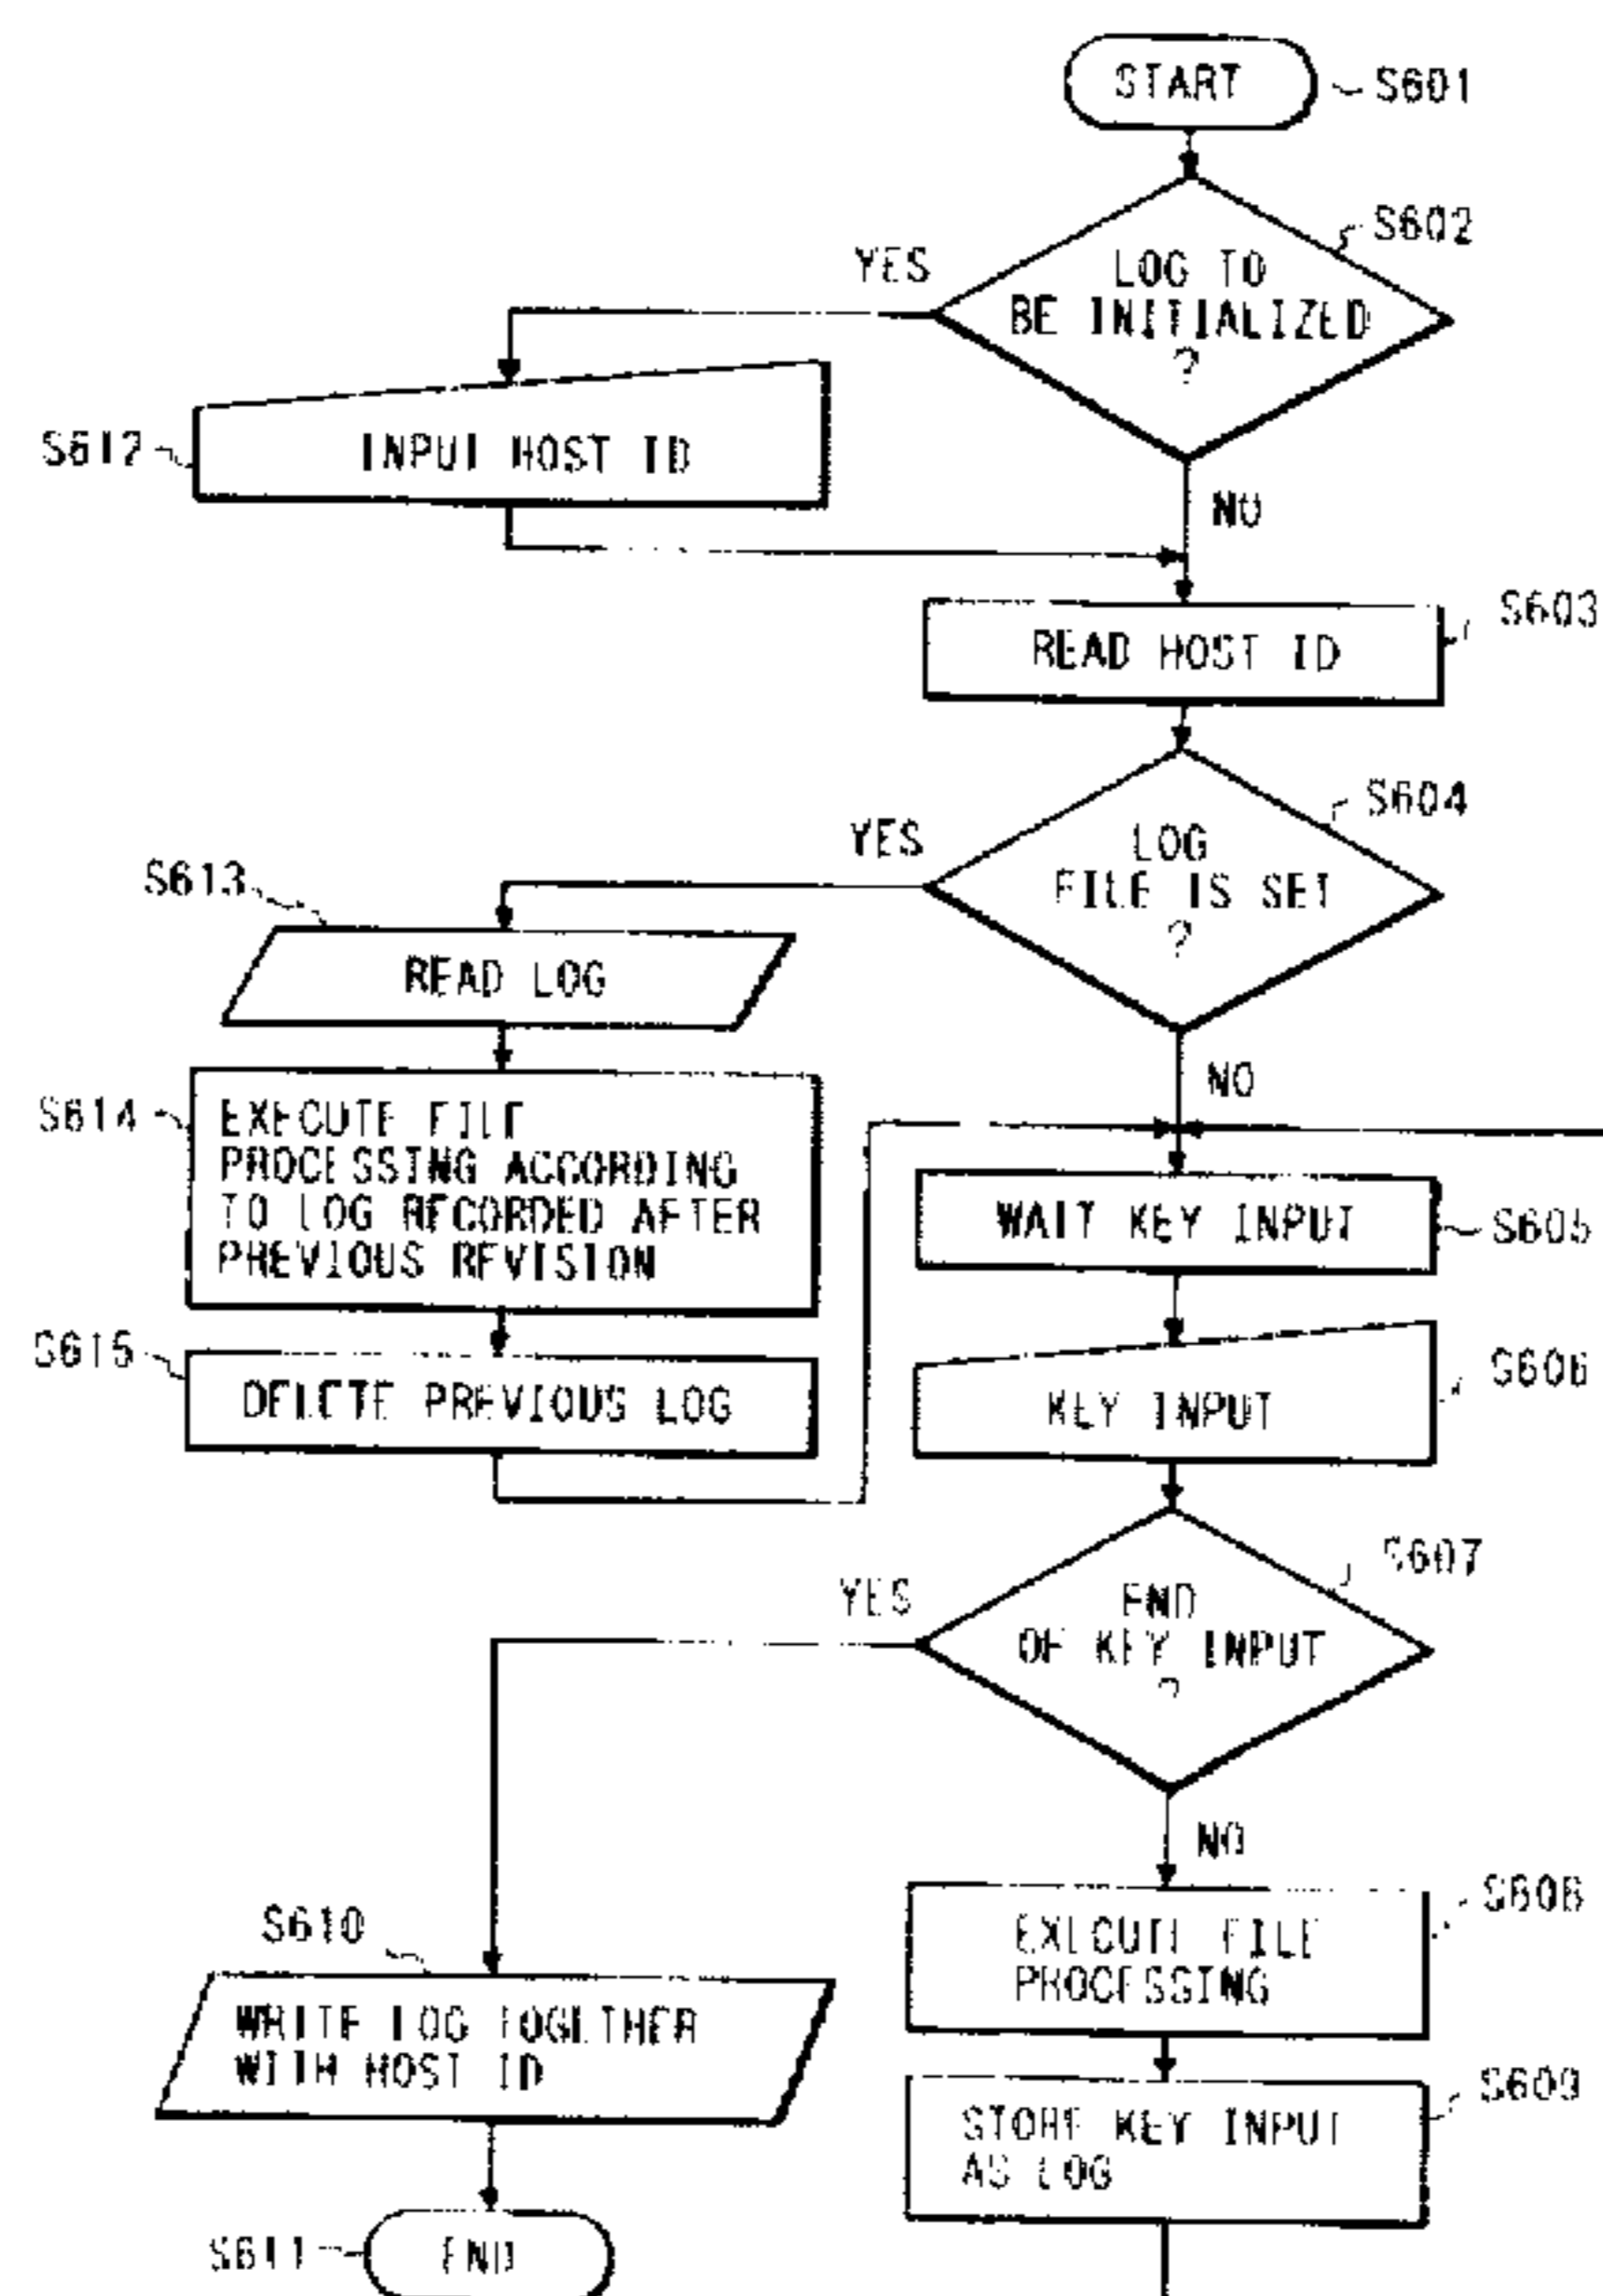 START
S601
S602
YES
LOG TO
BE INITIALIZED
?
S612
INPUT HOST ID
NO
S603
READ HOST ID
S604
YES
LOG
FILE IS SET
?
S613
READ LOG
NO
S614
EXECUTE FILE
PROCESSING ACCORDING
TO LOG RECORDED AFTER
PREVIOUS REVISION
WAIT KEY INPUT
S605
S615
DELETE PREVIOUS LOG
S606
KEY INPUT
S607
YES
END
OF KEY INPUT
?
NO
S608
EXECUTE FILE
PROCESSING
S610
WRITE LOG TOGETHER
WITH HOST ID
S609
STORE KEY INPUT
AS LOG
S611
END